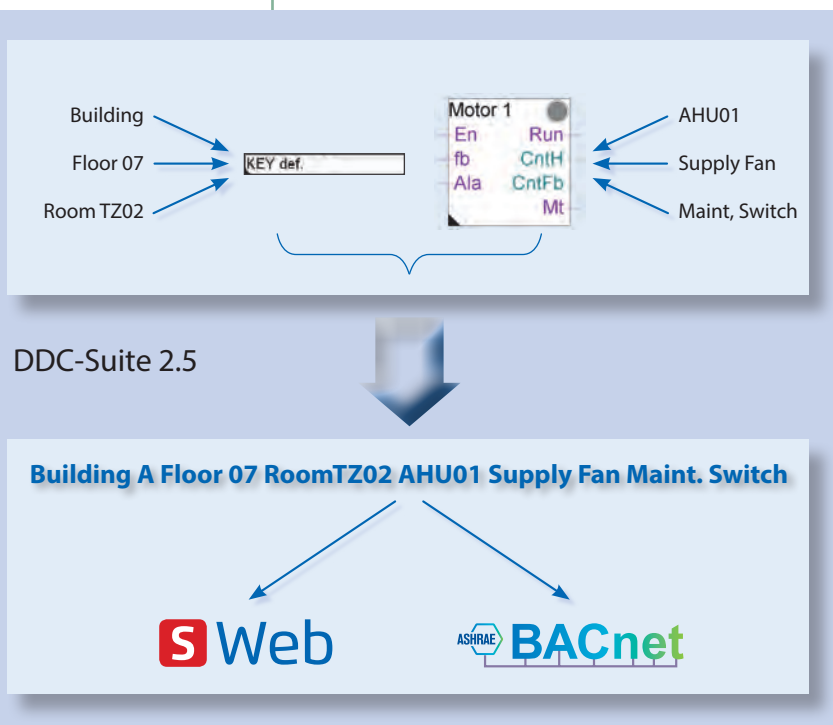 Building
Floor 07
Room TZ02
KEY def.
Motor 1
En Run
fb CntH
Ala CntFb
Mt
AHU01
Supply Fan
Maint, Switch
DDC-Suite 2.5
Building A Floor 07 RoomTZ02 AHU01 Supply Fan Maint. Switch
S Web
ASHRAE BACnet